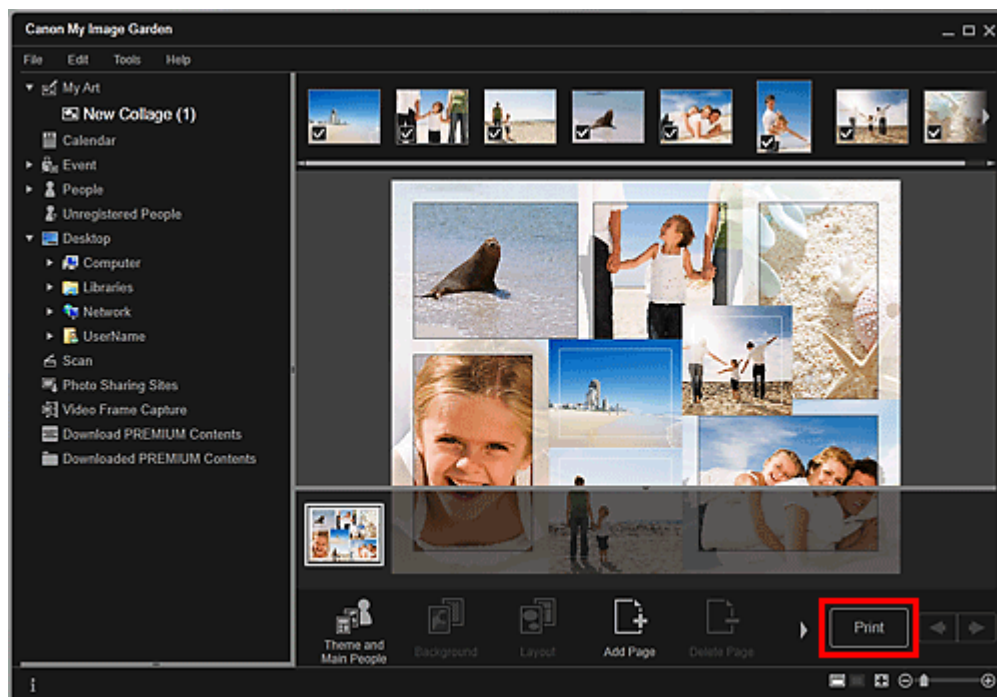 Canon My Image Garden
File Edit Tools Help
My Art
New Collage (1)
Calendar
Event
People
Unregistered People
Desktop
Computer
Libraries
Network
UserName
Scan
Photo Sharing Sites
Video Frame Capture
Download PREMIUM Contents
Downloaded PREMIUM Contents
Theme and
Main People
Background
Layout
Add Page
Delete Page
Print